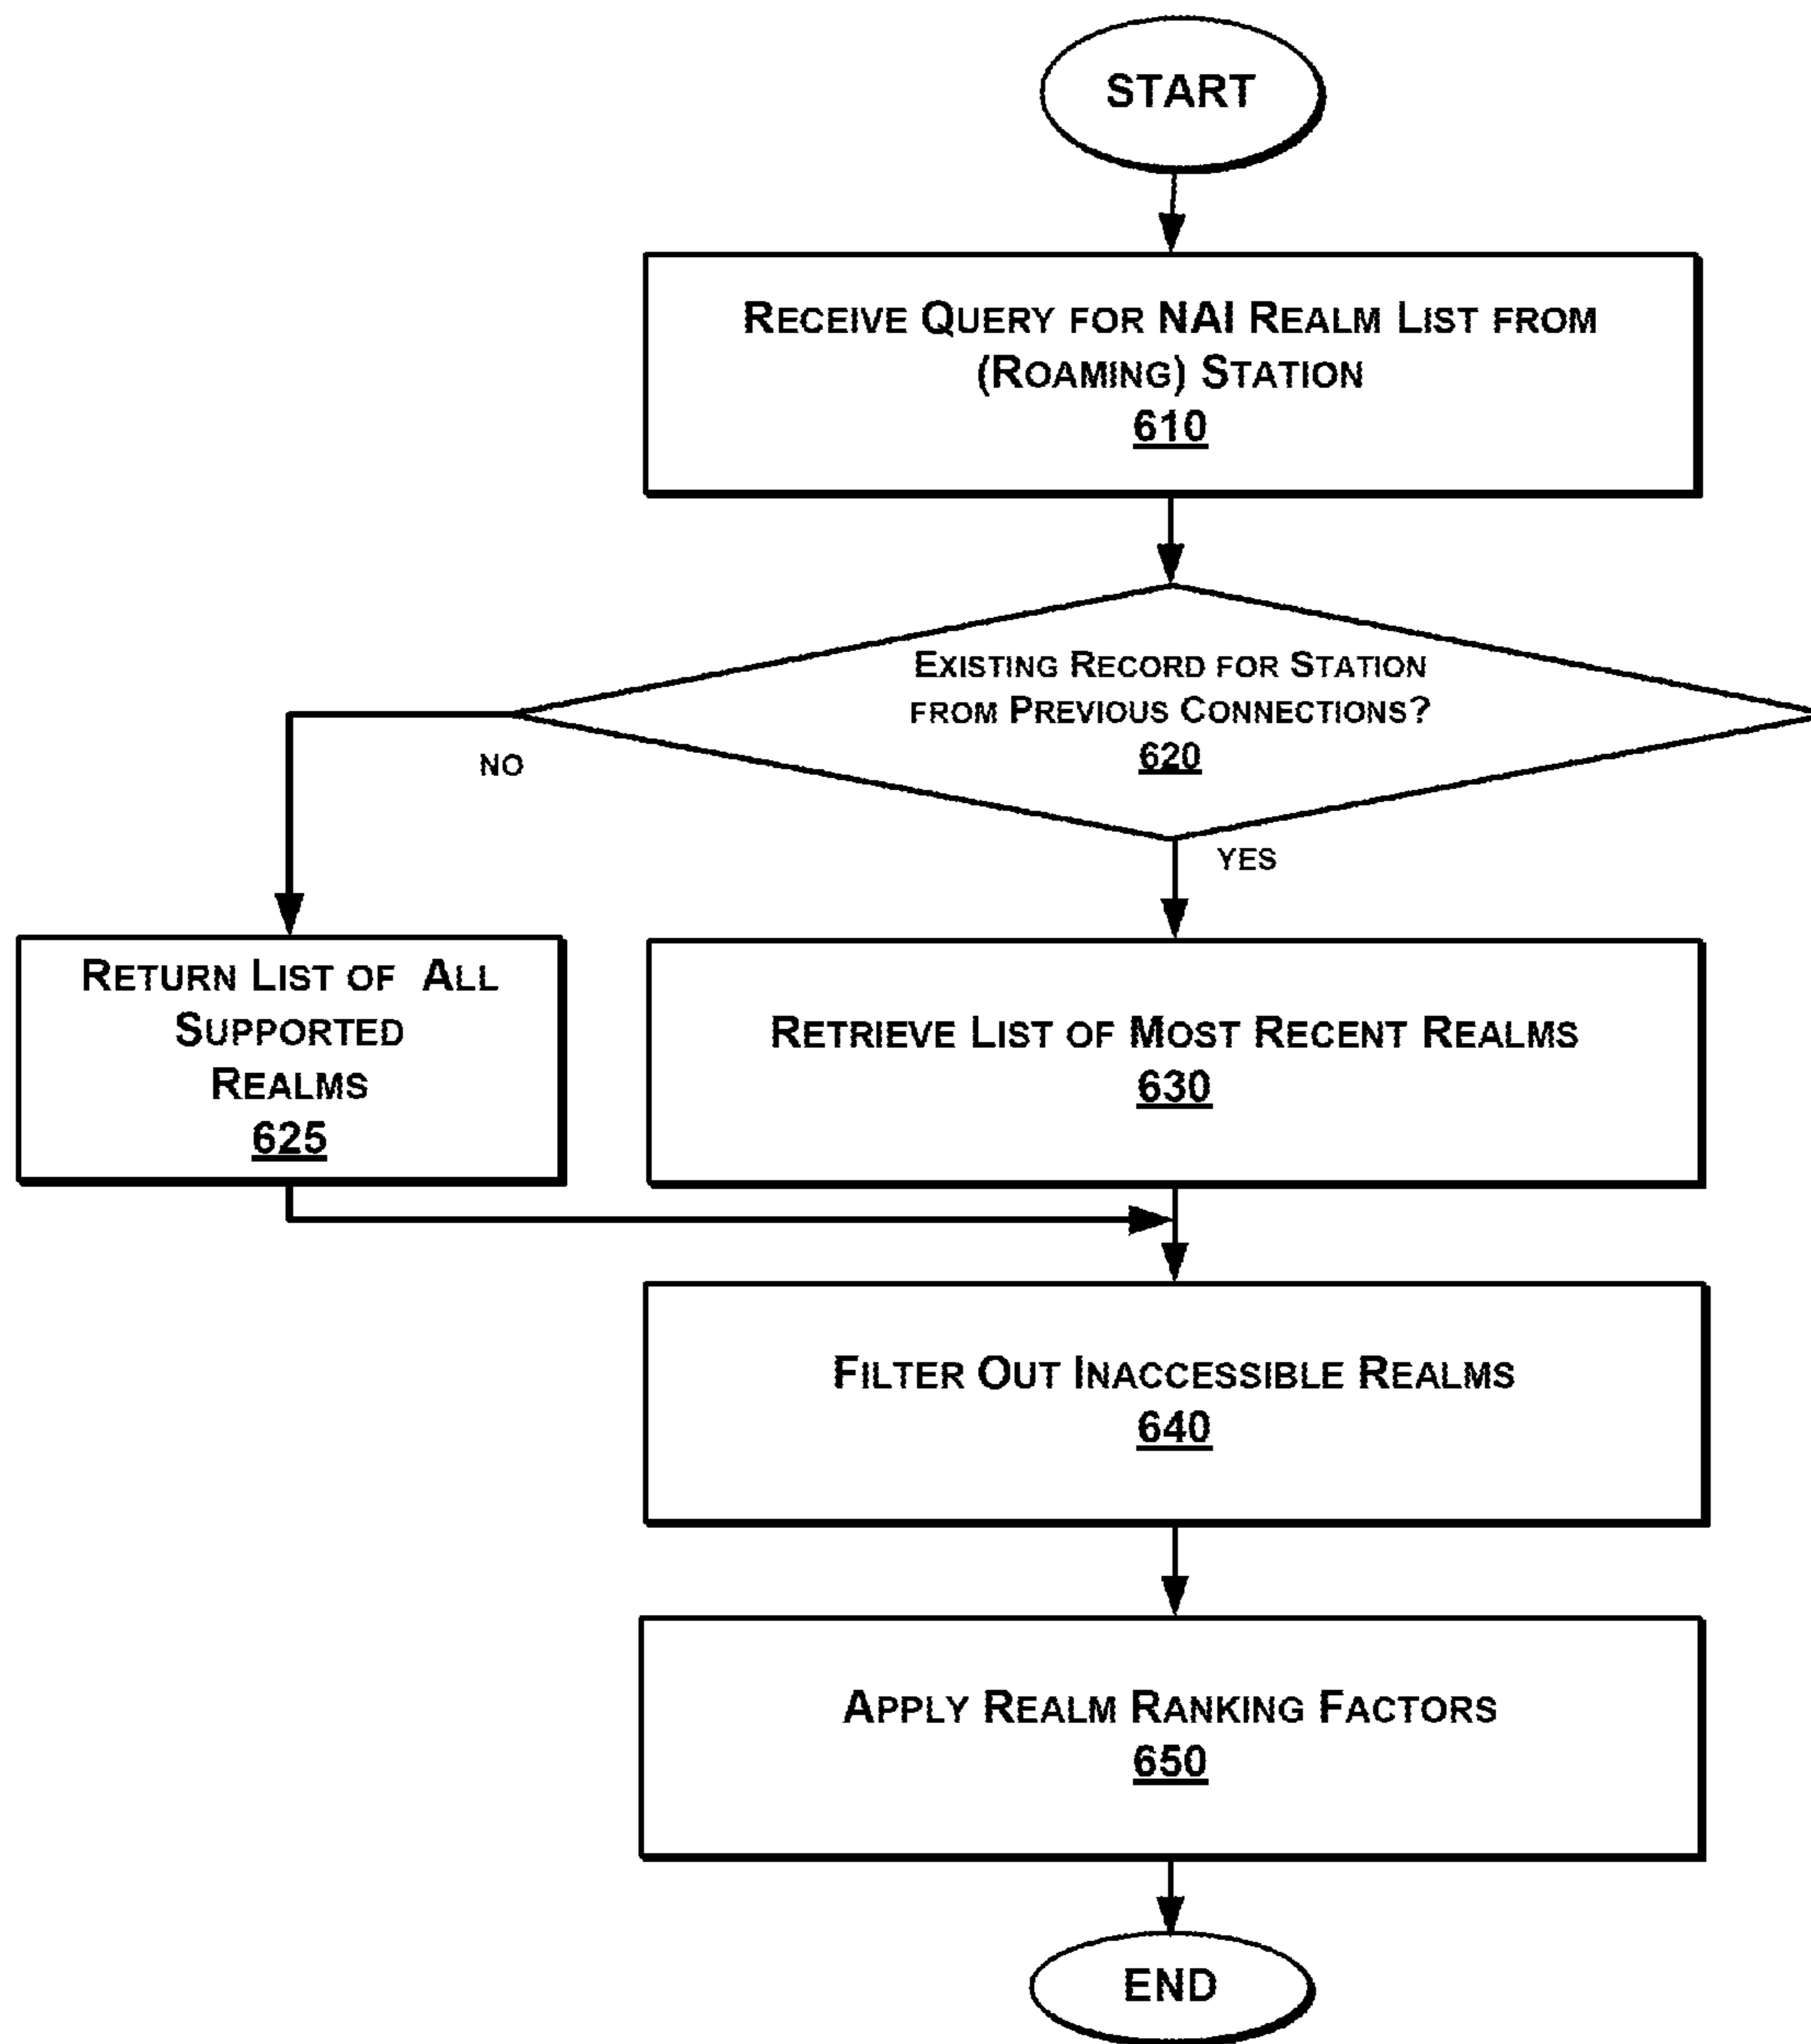 START
RECEIVE QUERY FOR NAI REALM LIST FROM
(ROAMING) STATION
610
EXISTING RECORD FOR STATION
FROM PREVIOUS CONNECTIONS?
620
NO
YES
RETURN LIST OF ALL
SUPPORTED
REALMS
625
RETRIEVE LIST OF MOST RECENT REALMS
630
FILTER OUT INACCESSIBLE REALMS
640
APPLY REALM RANKING FACTORS
650
END